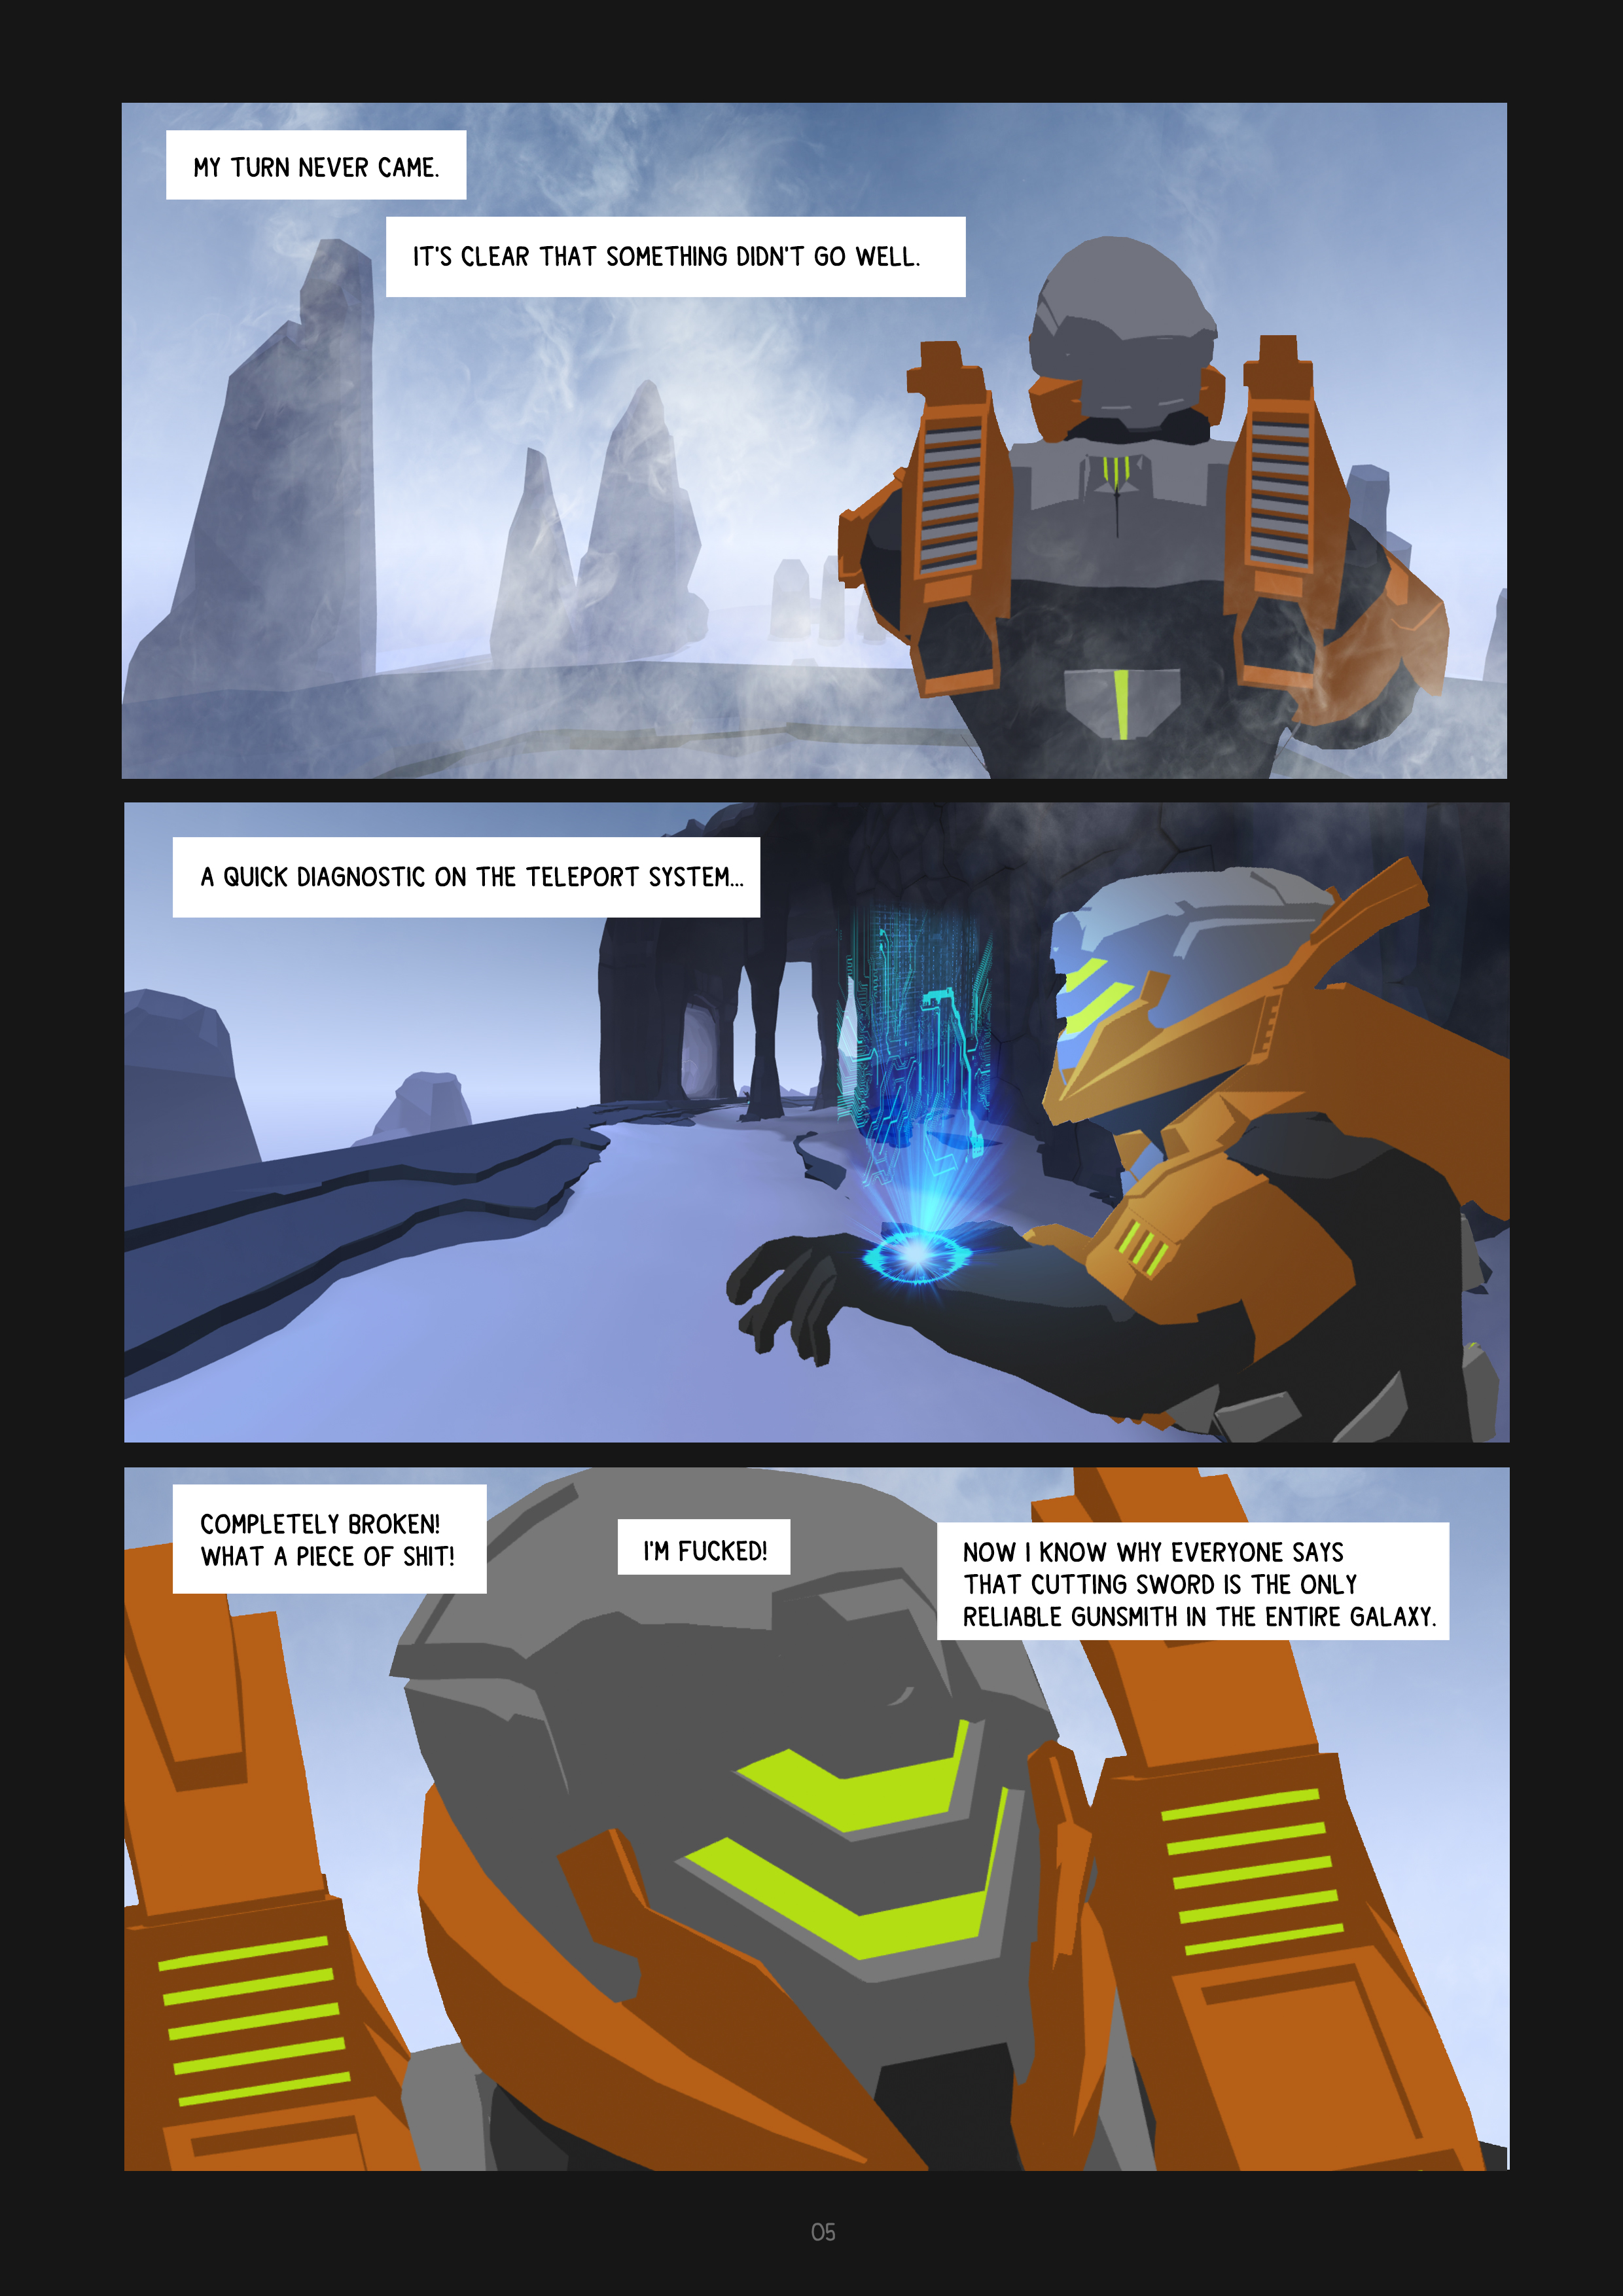 MY TURN NEVER CAME.
IT'S CLEAR THAT SOMETHING DIDN'T GO WELL.
A QUICK DIAGNOSTIC ON THE TELEPORT SYSTEM...
COMPLETELY BROKEN!
WHAT A PIECE OF SHIT!
I'M FUCKED!
NOW I KNOW WHY EVERYONE SAYS
THAT CUTTING SWORD IS THE ONLY
RELIABLE GUNSMITH IN THE ENTIRE GALAXY.
05